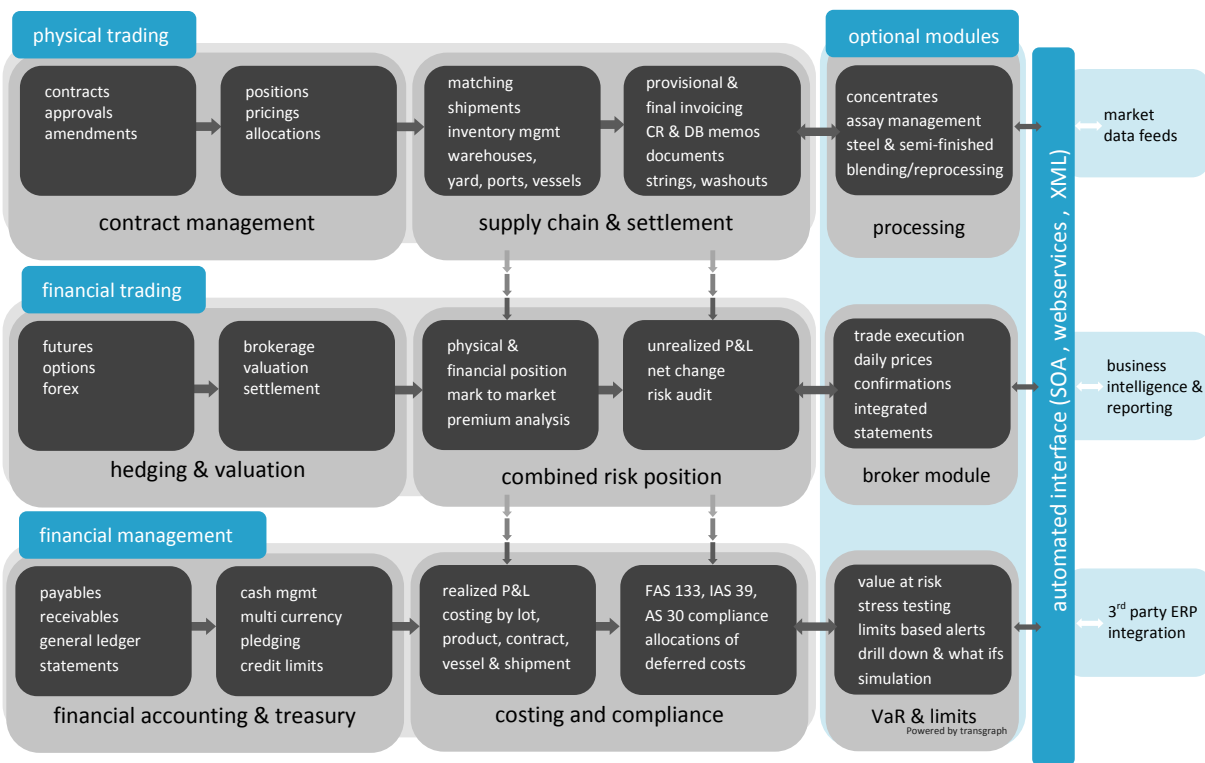 physical trading
contracts
approvals
amendments
positions
pricings
allocations
contract management
matching
shipments
inventory mgmt
warehouses,
yard, ports, vessels
provisional &
final invoicing
CR & DB memos
documents
strings, washouts
supply chain & settlement
optional modules
concentrates
assay management
steel & semi-finished
blending/reprocessing
processing
financial trading
futures
options
forex
brokerage
valuation
settlement
hedging & valuation
physical &
financial position
mark to market
premium analysis
unrealized P&L
net change
risk audit
combined risk position
trade execution
daily prices
confirmations
integrated
statements
broker module
financial management
payables
receivables
general ledger
statements
cash mgmt
multi currency
pledging
credit limits
financial accounting & treasury
realized P&L
costing by lot,
product, contract,
vessel & shipment
FAS 133, IAS 39,
AS 30 compliance
allocations of
deferred costs
costing and compliance
value at risk
stress testing
limits based alerts
drill down & what ifs
simulation
VaR & limits
Powered by transgraph
automated interface (SOA , webservices , XML)
market
data feeds
business
intelligence &
reporting
3rd party ERP
integration